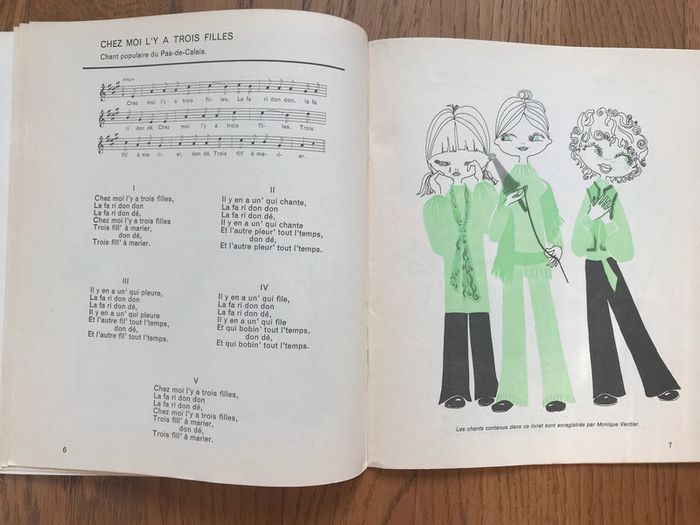 CHEZ MOI L'Y A TROIS FILLES
Chant populaire du Pas-de-Calais.
Allegro
Chez moi l'y a trois fil- les, La fa ri don don, la fa
ri don dé, Chez moi l'y a trois fil- les, Trois
fill' à ma- ri- er, don dé, Trois fill' à ma- ri- er.
I
Chez moi l'y a trois filles,
La fa ri don don
La fa ri don dé,
Chez moi l'y a trois filles
Trois fill' à marier,
don dé,
Trois fill' à marier.
II
Il y en a un' qui chante,
La fa ri don don
La fa ri don dé,
Il y en a un' qui chante
Et l'autre pleur' tout l'temps,
don dé,
Et l'autre pleur' tout l'temps.
III
Il y en a un' qui pleure,
La fa ri don don
La fa ri don dé,
Il y en a un' qui pleure
Et l'autre fil' tout l'temps,
don dé,
Et l'autre fil' tout l'temps.
IV
Il y en a un' qui file,
La fa ri don don
La fa ri don dé,
Il y en a un' qui file
Et qui bobin' tout l'temps,
don dé,
Et qui bobin' tout l'temps.
V
Chez moi l'y a trois filles,
La fa ri don don
La fa ri don dé,
Chez moi l'y a trois filles,
Trois fill' à marier,
don dé,
Trois fill' à marier.
6
Les chants contenus dans ce livret sont enregistrés par Monique Verdier.
7